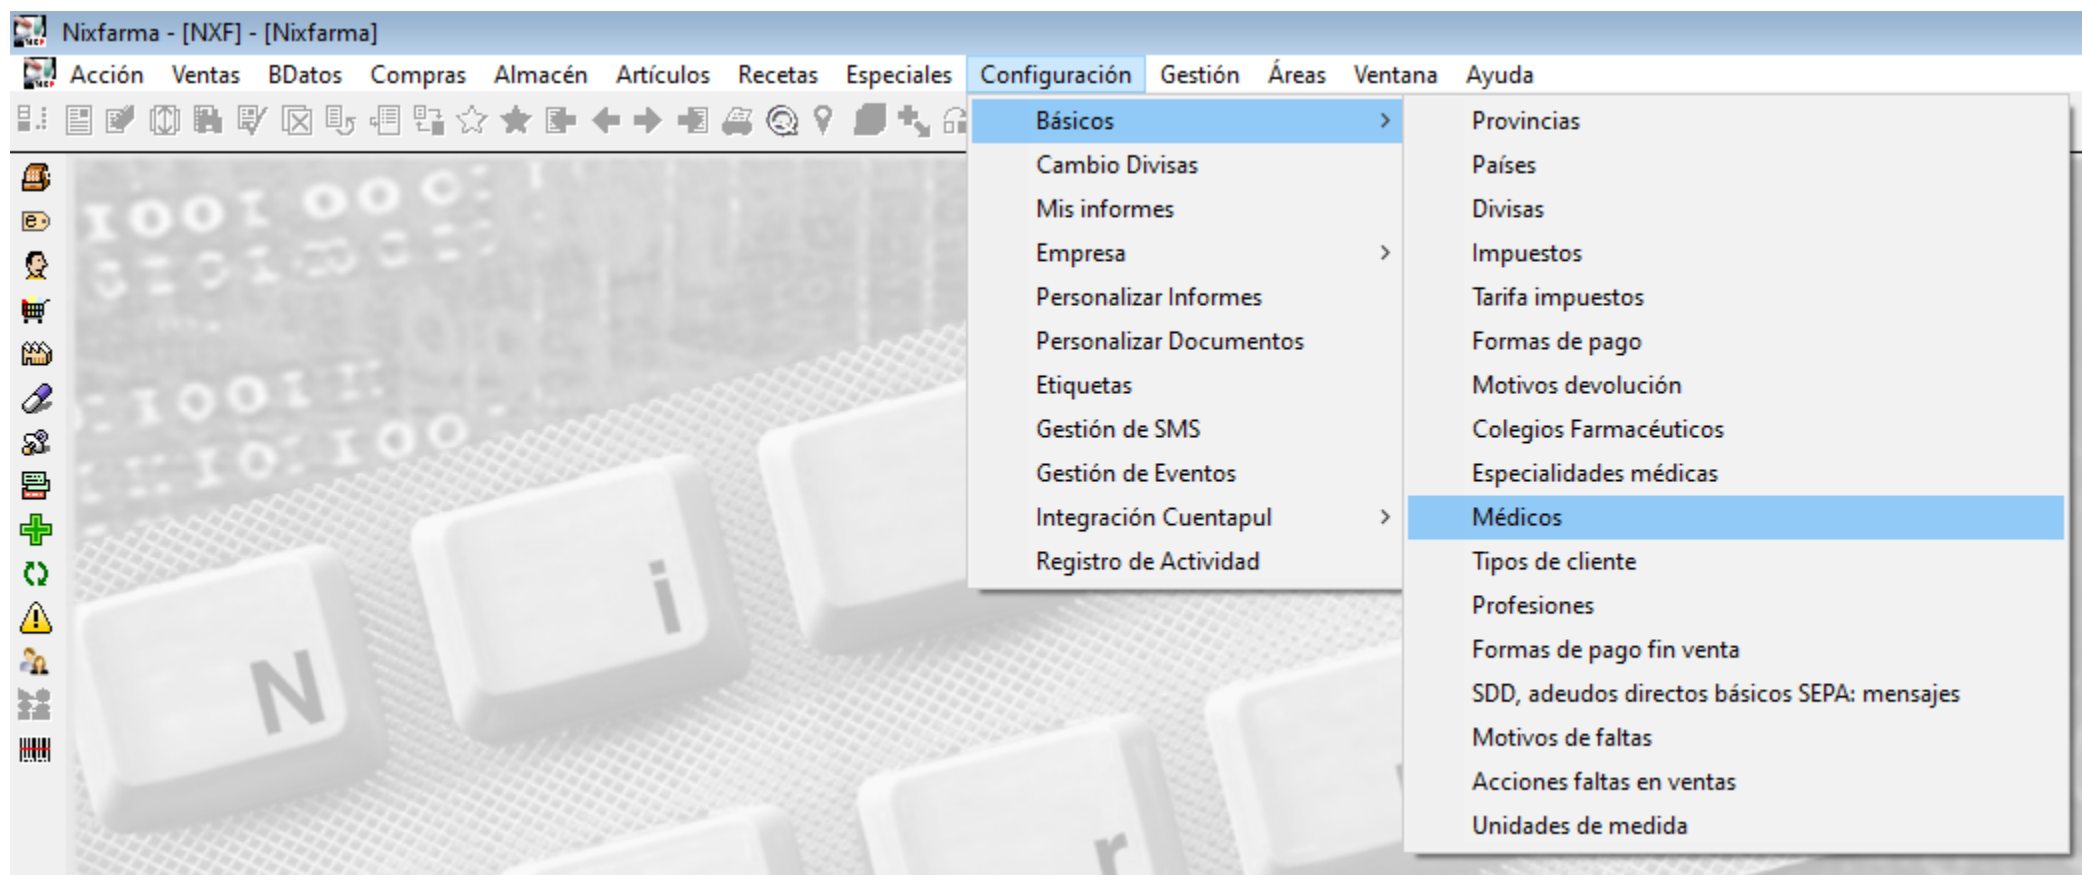 Nixfarma - [NXF] - [Nixfarma]
Acción Ventas BDatos Compras Almacén Artículos Recetas Especiales Configuración Gestión Áreas Ventana Ayuda
Básicos
Cambio Divisas
Mis informes
Empresa
Personalizar Informes
Personalizar Documentos
Etiquetas
Gestión de SMS
Gestión de Eventos
Integración Cuentapul
Registro de Actividad
Provincias
Países
Divisas
Impuestos
Tarifa impuestos
Formas de pago
Motivos devolución
Colegios Farmacéuticos
Especialidades médicas
Médicos
Tipos de cliente
Profesiones
Formas de pago fin venta
SDD, adeudos directos básicos SEPA: mensajes
Motivos de faltas
Acciones faltas en ventas
Unidades de medida
N
i
r